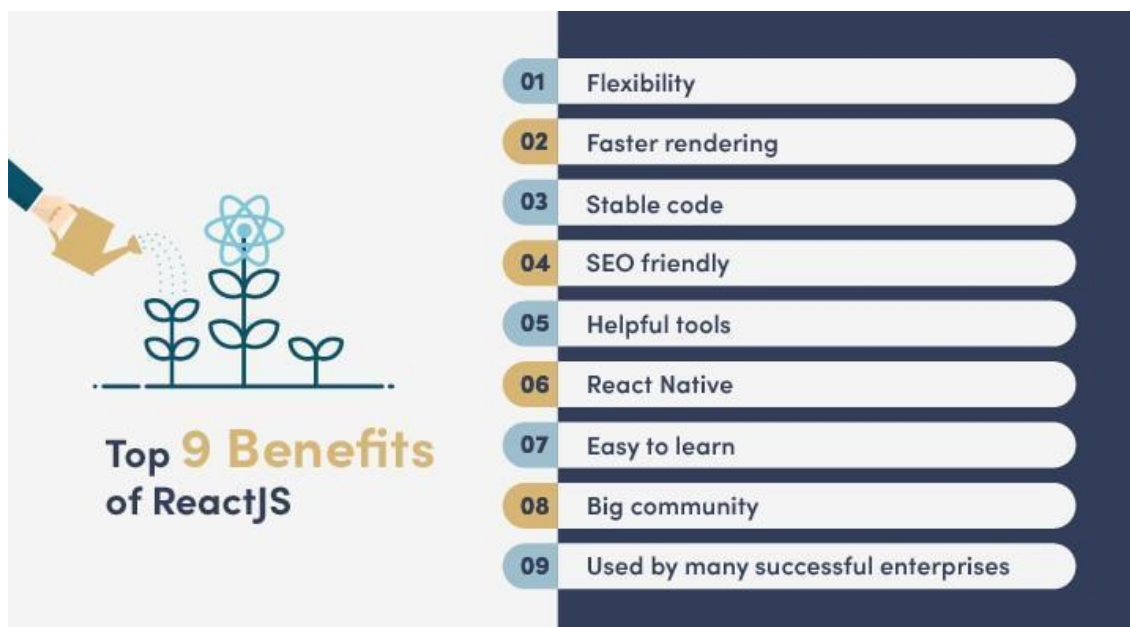 Top 9 Benefits
of ReactJS
01 Flexibility
02 Faster rendering
03 Stable code
04 SEO friendly
05 Helpful tools
06 React Native
07 Easy to learn
08 Big community
09 Used by many successful enterprises